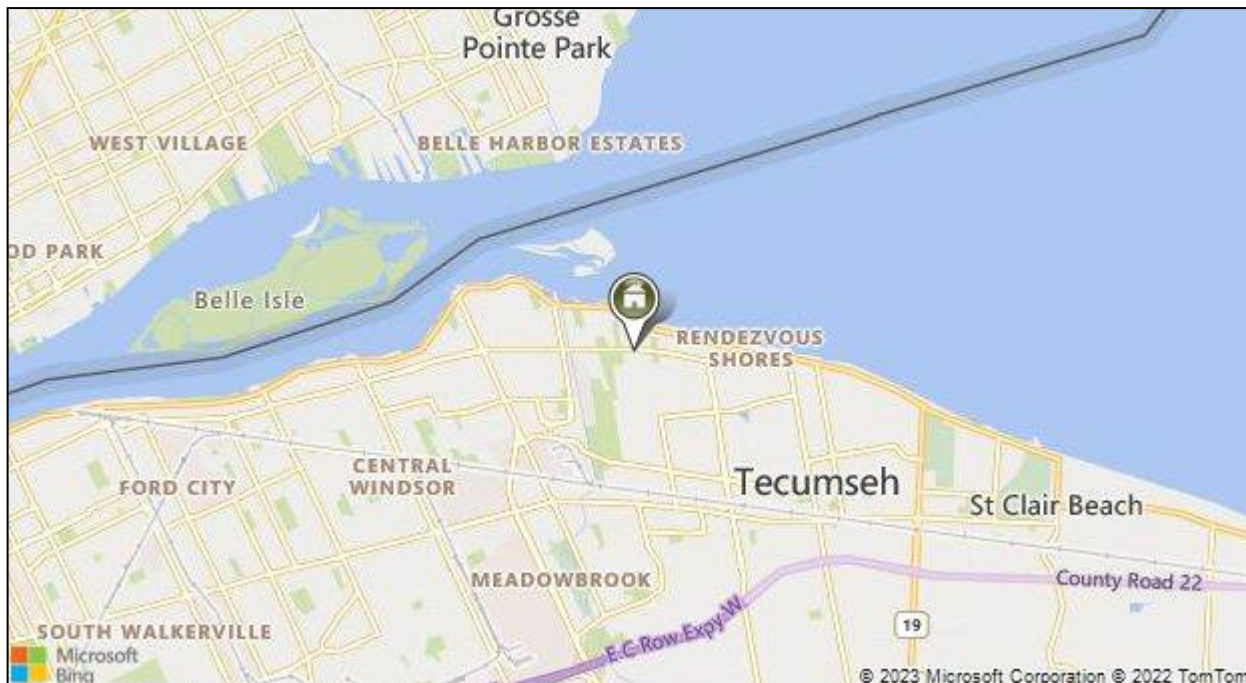 Grosse
Pointe Park
WEST VILLAGE
BELLE HARBOR ESTATES
OD PARK
Belle Isle
RENDEZVOUS
SHORES
CENTRAL
WINDSOR
FORD CITY
Tecumseh
St Clair Beach
MEADOWBROOK
County Road 22
E C Row Expy W
19
SOUTH WALKERVILLE
Microsoft
Bing
© 2023 Microsoft Corporation © 2022 TomTom